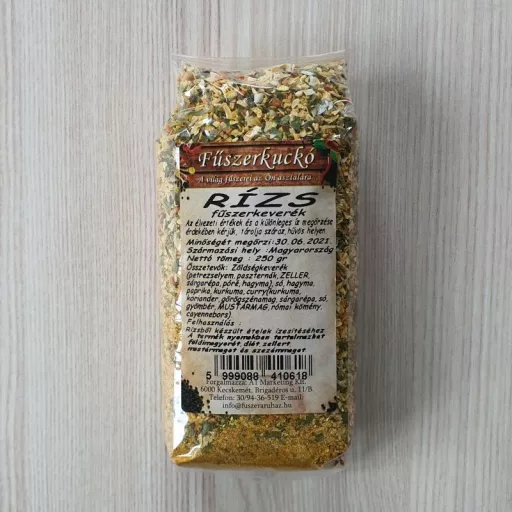 Fűszerkuckó
A világ fűszerei az Ön asztalára
RÍZS
fűszerkeverék
Az élvezeti értékek és a különleges íz megőrzése
érdekében kérjük, tárolja száraz, hűvös helyen.
Minőségét megőrzi:30.06.2021.
Származási hely :Magyarország
Nettó tömeg : 250 gr
Összetevők: Zöldségkeverék
(petrezselyem, paszternák, ZELLER,
sárgarépa, póré, hagyma), só, hagyma,
paprika, kurkuma, curry(kurkuma,
koriander, görögszénamag, sárgarépa, só,
gyömbér, MUSTÁRMAG, római kömény,
cayennebors).
Felhasználás :
Rizsből készült ételek ízesítéséhez
A termék nyomokban tartalmazhat
földimogyorót, diót, zellert,
mustármagot és szezámmagot
5 999088 410618
Forgalmazza: A1 Marketing Kft.
6000 Kecskemét, Brigadéros u. 11/B
Telefon: 30/94-36-519 E-mail:
info@fuszeraruhaz.hu